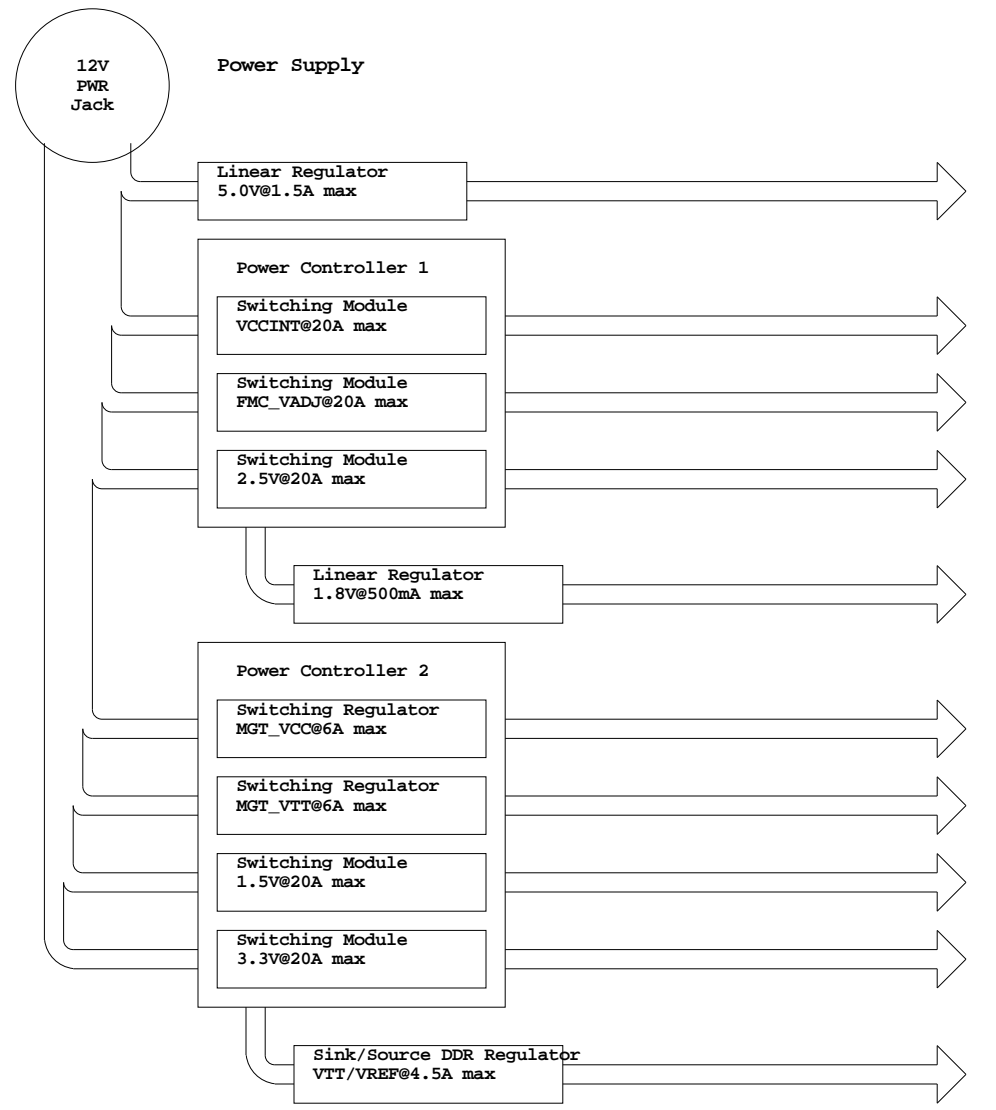 12V
PWR
Jack
Power Supply
Linear Regulator
5.0V@1.5A max
Power Controller 1
Switching Module
VCCINT@20A max
Switching Module
FMC_VADJ@20A max
Switching Module
2.5V@20A max
Linear Regulator
1.8V@500mA max
Power Controller 2
Switching Regulator
MGT_VCC@6A max
Switching Regulator
MGT_VTT@6A max
Switching Module
1.5V@20A max
Switching Module
3.3V@20A max
Sink/Source DDR Regulator
VTT/VREF@4.5A max